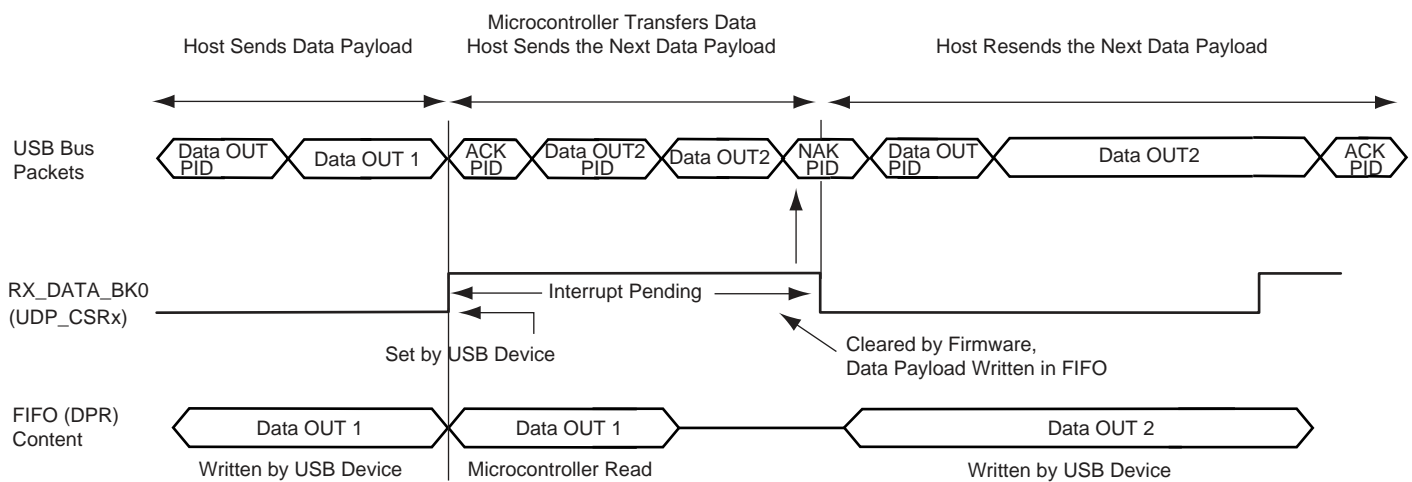 Host Sends Data Payload
Microcontroller Transfers Data
Host Sends the Next Data Payload
Host Resends the Next Data Payload
USB Bus
Packets
Data OUT
PID
Data OUT 1
ACK
PID
Data OUT2
PID
Data OUT2
NAK
PID
Data OUT
PID
Data OUT2
ACK
PID
RX_DATA_BK0
(UDP_CSRx)
Interrupt Pending
Set by USB Device
Cleared by Firmware,
Data Payload Written in FIFO
FIFO (DPR)
Content
Data OUT 1
Data OUT 1
Data OUT 2
Written by USB Device
Microcontroller Read
Written by USB Device